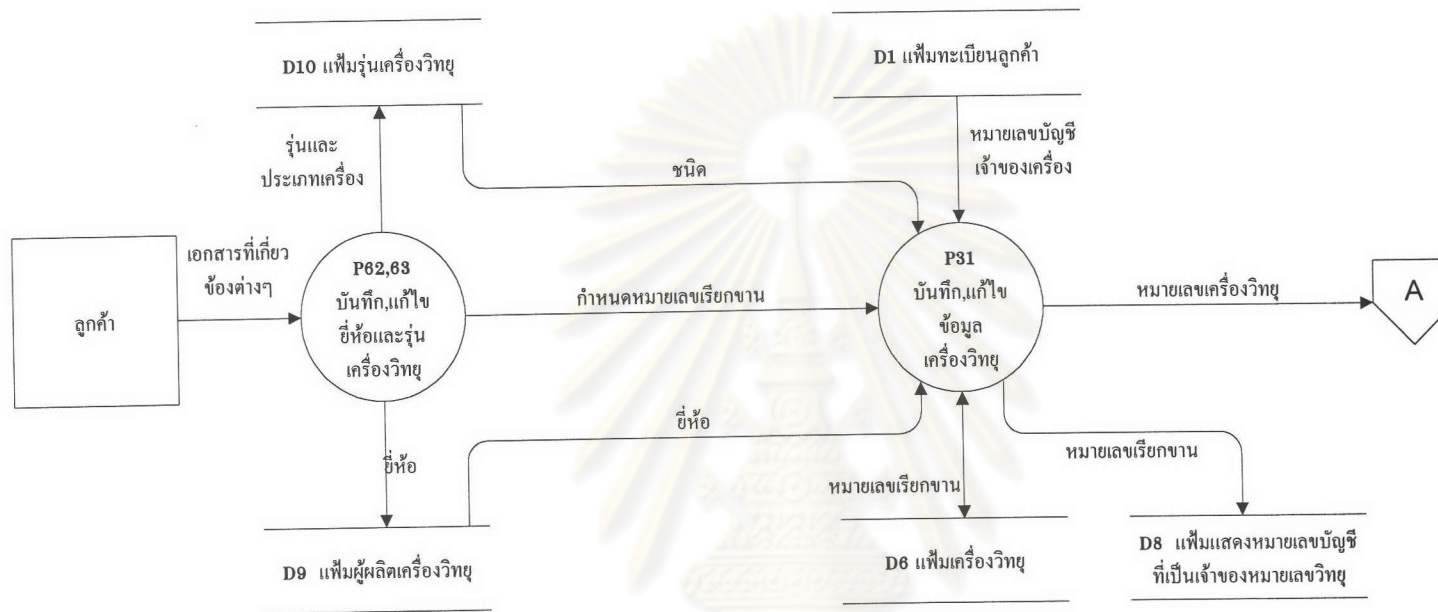 D10 แฟ้มรุ่นเครื่องวิทยุ
D1 แฟ้มทะเบียนลูกค้า
รุ่นและ
ประเภทเครื่อง
ชนิด
หมายเลขบัญชี
เจ้าของเครื่อง
ลูกค้า
เอกสารที่เกี่ยว
ข้องต่างๆ
P62,63
บันทึก,แก้ไข
ยี่ห้อและรุ่น
เครื่องวิทยุ
กำหนดหมายเลขเรียกขาน
P31
บันทึก,แก้ไข
ข้อมูล
เครื่องวิทยุ
หมายเลขเครื่องวิทยุ
A
ยี่ห้อ
ยี่ห้อ
หมายเลขเรียกขาน
หมายเลขเรียกขาน
D9 แฟ้มผู้ผลิตเครื่องวิทยุ
D6 แฟ้มเครื่องวิทยุ
D8 แฟ้มแสดงหมายเลขบัญชี
ที่เป็นเจ้าของหมายเลขวิทยุ